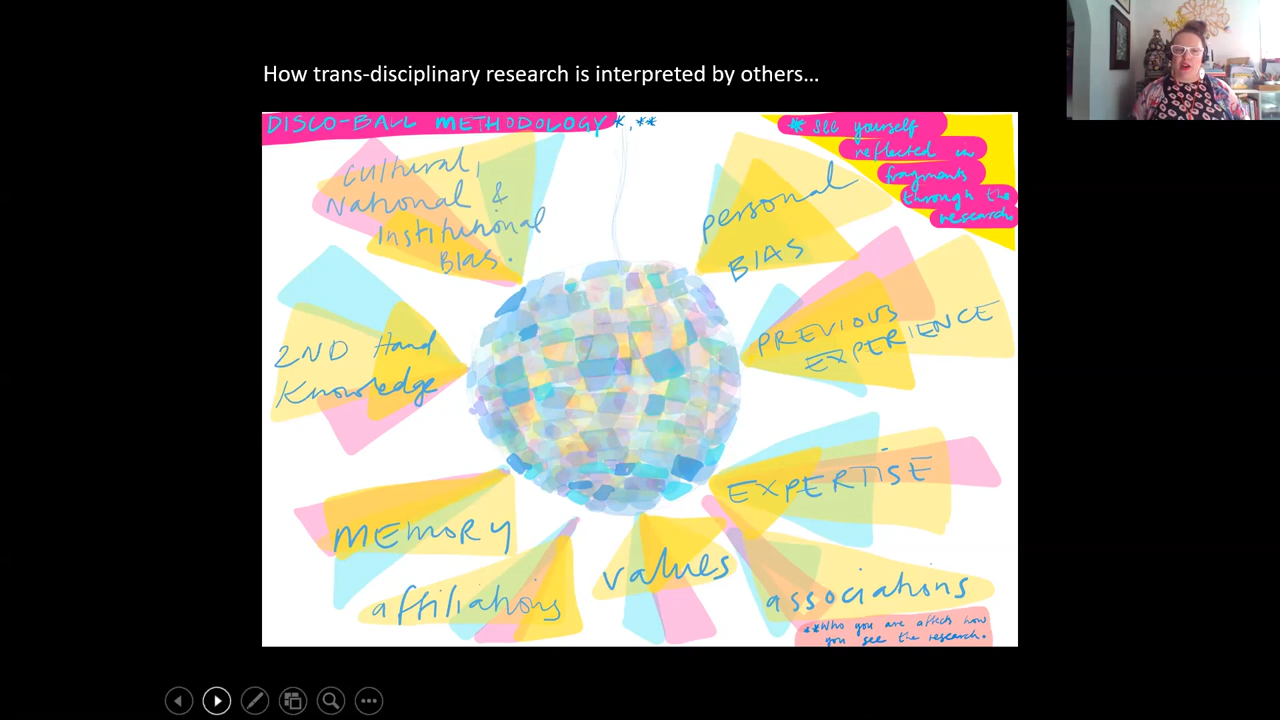 How trans-disciplinary research is interpreted by others...
DISCO-BALL METHODOLOGY *, **
* See yourself
reflected in
fragments
through the
research.
Cultural,
National &
Institutional
Bias.
personal
BIAS
PREVIOUS
EXPERIENCE
2ND Hand
Knowledge
EXPERTISE
MEMORY
values
affiliations
associations
**Who you are affects how
you see the research.